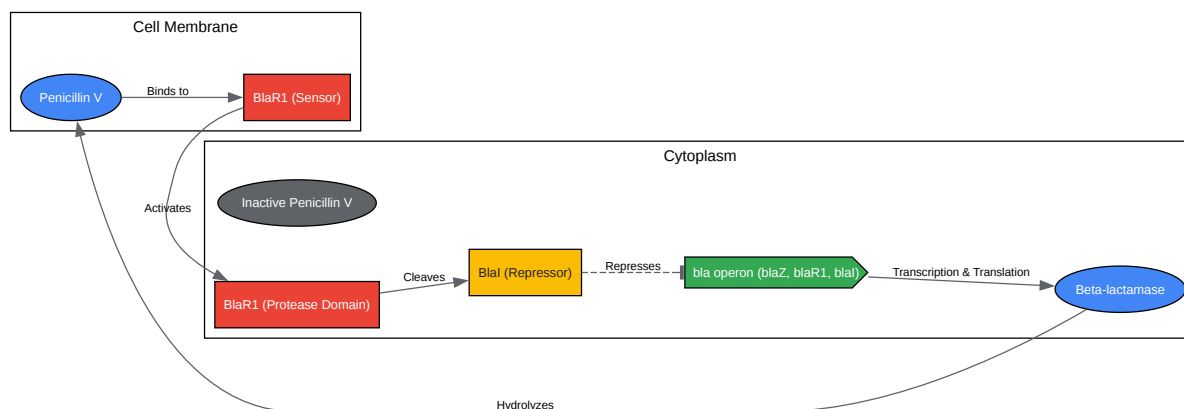 Cell Membrane
Penicillin V
Binds to
BlaR1 (Sensor)
Cytoplasm
Inactive Penicillin V
Activates
BlaR1 (Protease Domain)
Cleaves
BlaI (Repressor)
Represses
bla operon (blaZ, blaR1, blaI)
Transcription & Translation
Beta-lactamase
Hydrolyzes